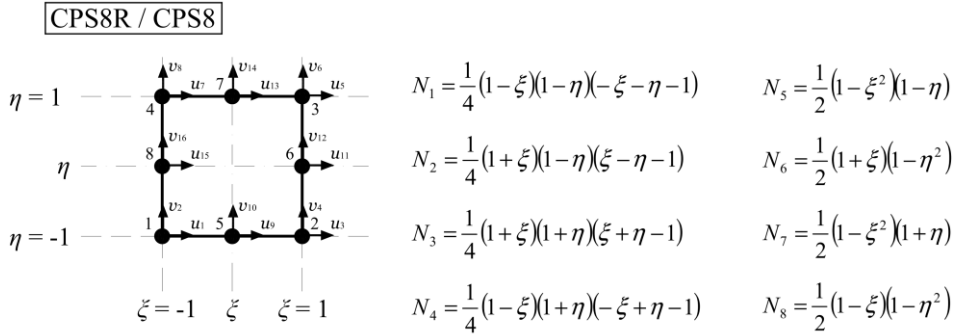 CPS8R / CPS8
v₈ v₁₄ v₆
4 u₇ 7 u₁₃ 3 u₅
η = 1
v₁₆ v₁₂
8 u₁₅ 6 u₁₁
η
v₂ v₁₀ v₄
1 u₁ 5 u₉ 2 u₃
η = -1
ξ = -1 ξ ξ = 1
N₁ = 1/4 (1−ξ)(1−η)(−ξ−η−1)
N₂ = 1/4 (1+ξ)(1−η)(ξ−η−1)
N₃ = 1/4 (1+ξ)(1+η)(ξ+η−1)
N₄ = 1/4 (1−ξ)(1+η)(−ξ+η−1)
N₅ = 1/2 (1−ξ²)(1−η)
N₆ = 1/2 (1+ξ)(1−η²)
N₇ = 1/2 (1−ξ²)(1+η)
N₈ = 1/2 (1−ξ)(1−η²)